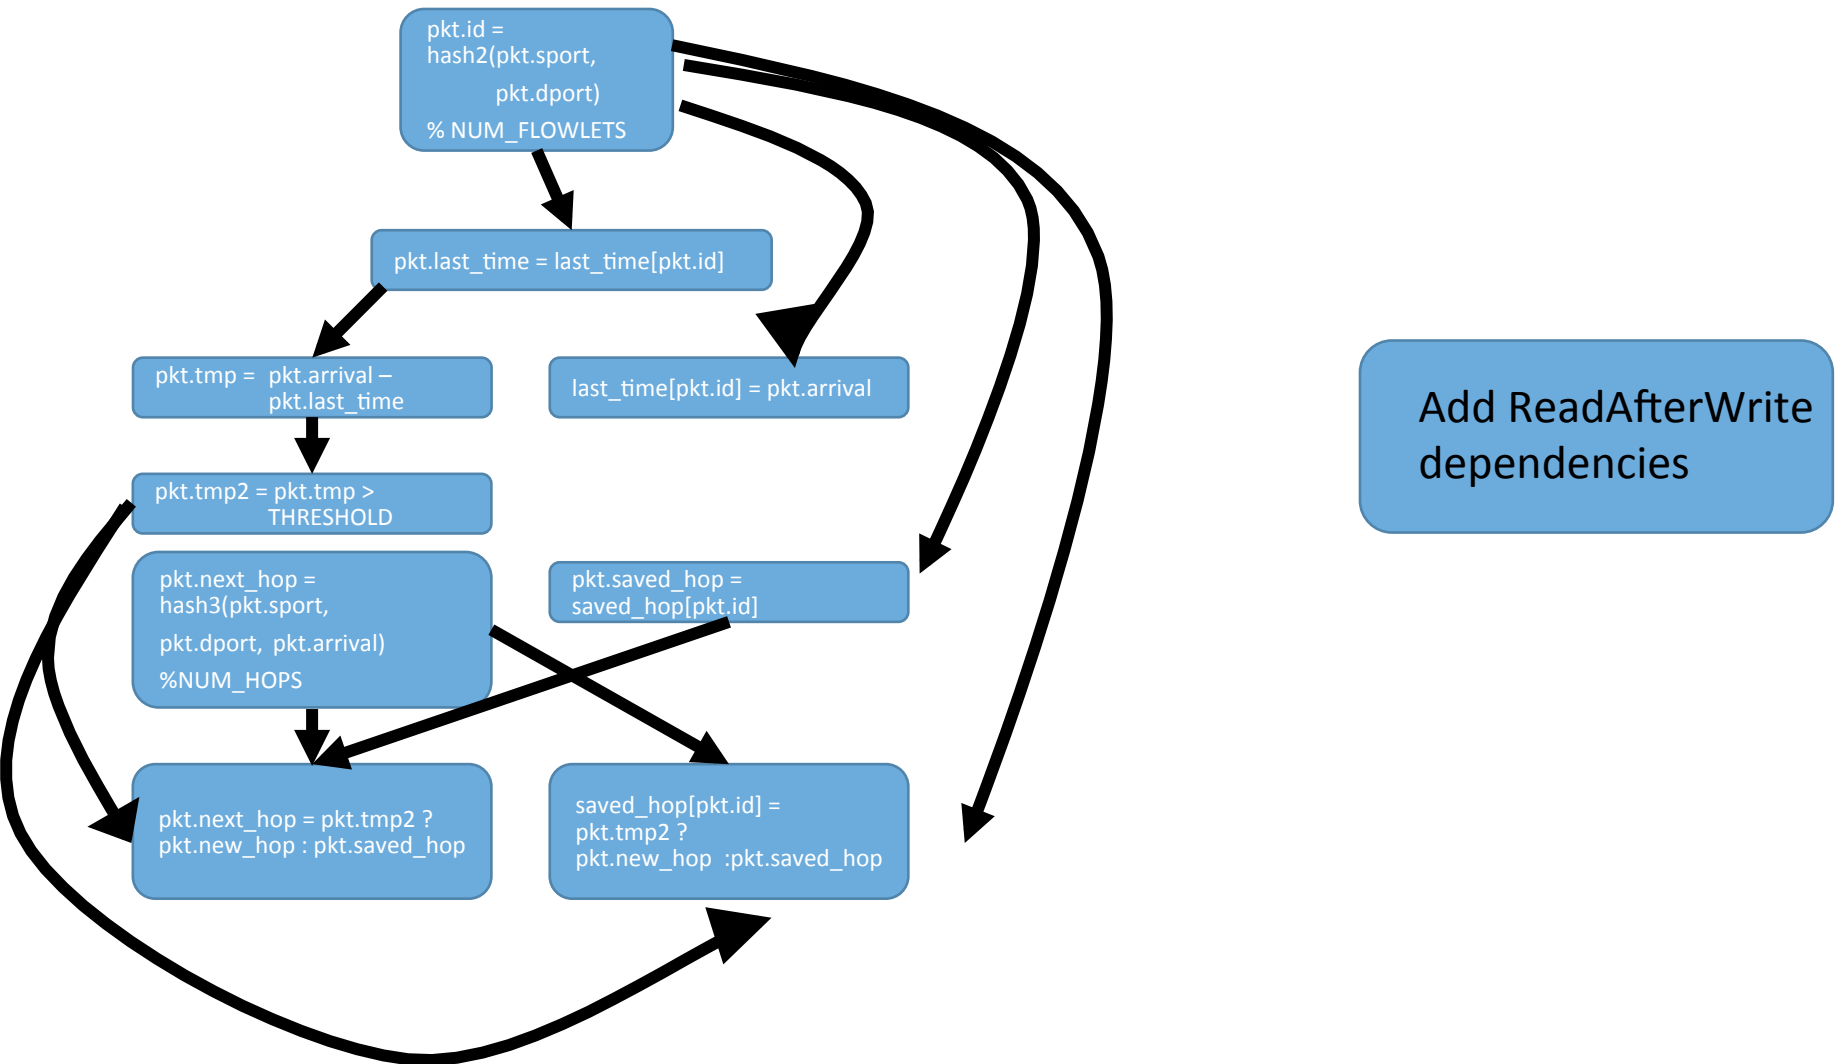 pkt.id =
hash2(pkt.sport,
pkt.dport)
% NUM_FLOWLETS
pkt.last_time = last_time[pkt.id]
pkt.tmp = pkt.arrival –
pkt.last_time
last_time[pkt.id] = pkt.arrival
Add ReadAfterWrite
dependencies
pkt.tmp2 = pkt.tmp >
THRESHOLD
pkt.next_hop =
hash3(pkt.sport,
pkt.dport, pkt.arrival)
%NUM_HOPS
pkt.saved_hop =
saved_hop[pkt.id]
pkt.next_hop = pkt.tmp2 ?
pkt.new_hop : pkt.saved_hop
saved_hop[pkt.id] =
pkt.tmp2 ?
pkt.new_hop :pkt.saved_hop